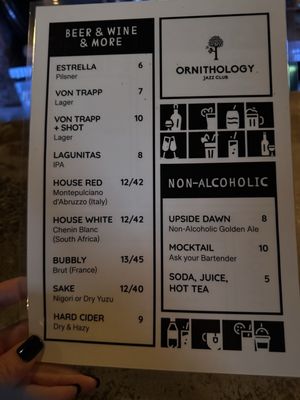 BEER & WINE
& MORE
ESTRELLA 6
Pilsner
VON TRAPP 7
Lager
VON TRAPP 10
+ SHOT
Lager
LAGUNITAS 8
IPA
HOUSE RED 12/42
Montepulciano
d'Abruzzo (Italy)
HOUSE WHITE 12/42
Chenin Blanc
(South Africa)
BUBBLY 13/45
Brut (France)
SAKE 12/40
Nigori or Dry Yuzu
HARD CIDER 9
Dry & Hazy
ORNITHOLOGY
JAZZ CLUB
NON-ALCOHOLIC
UPSIDE DAWN 8
Non-Alcoholic Golden Ale
MOCKTAIL 10
Ask your Bartender
SODA, JUICE, 5
HOT TEA